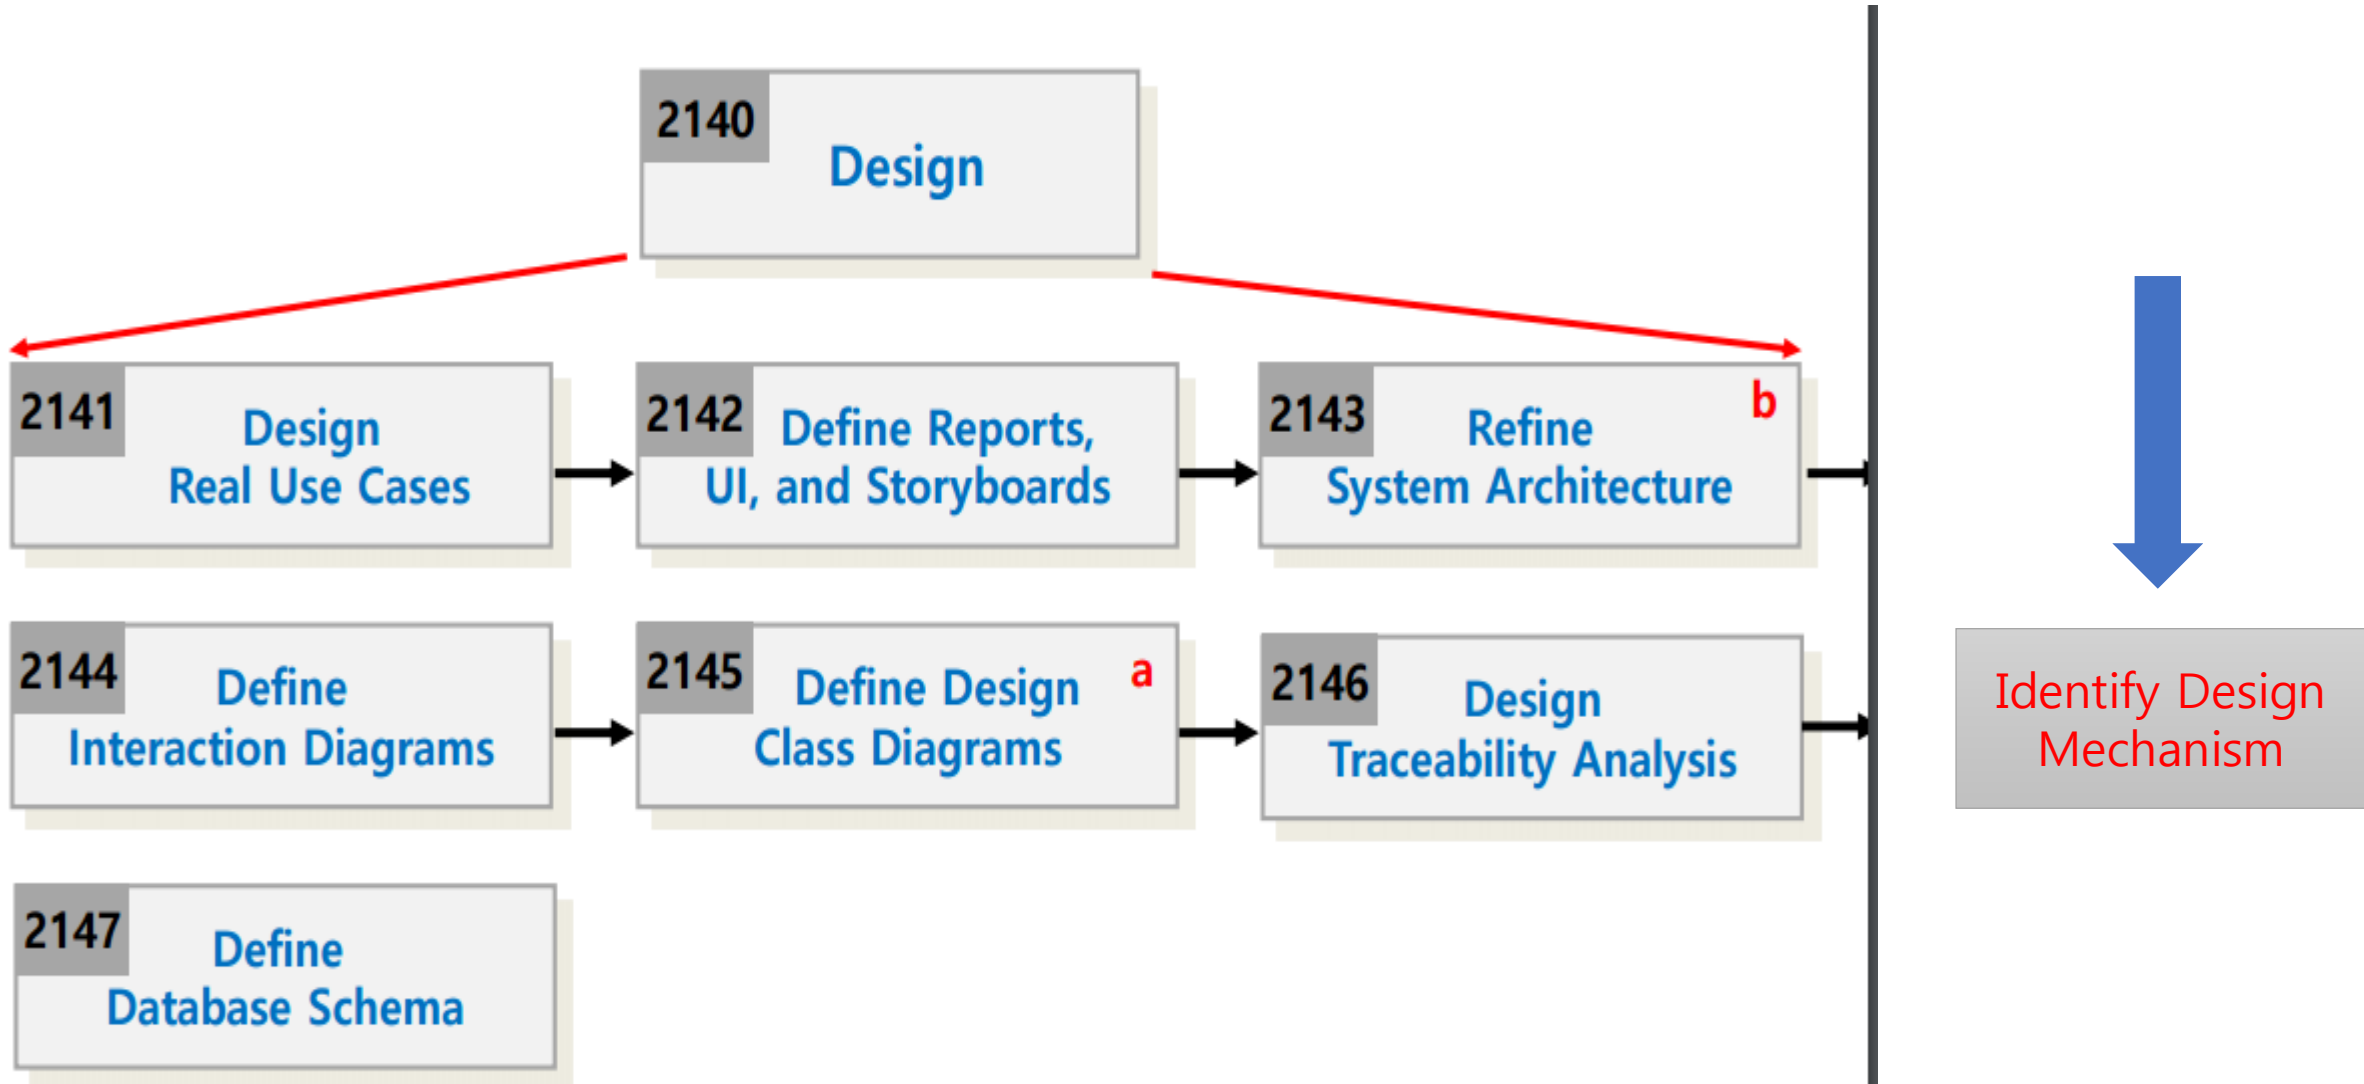 2140
Design
2141
Design
Real Use Cases
2142
Define Reports,
UI, and Storyboards
2143
Refine
System Architecture
b
2144
Define
Interaction Diagrams
2145
Define Design
Class Diagrams
a
2146
Design
Traceability Analysis
Identify Design
Mechanism
2147
Define
Database Schema